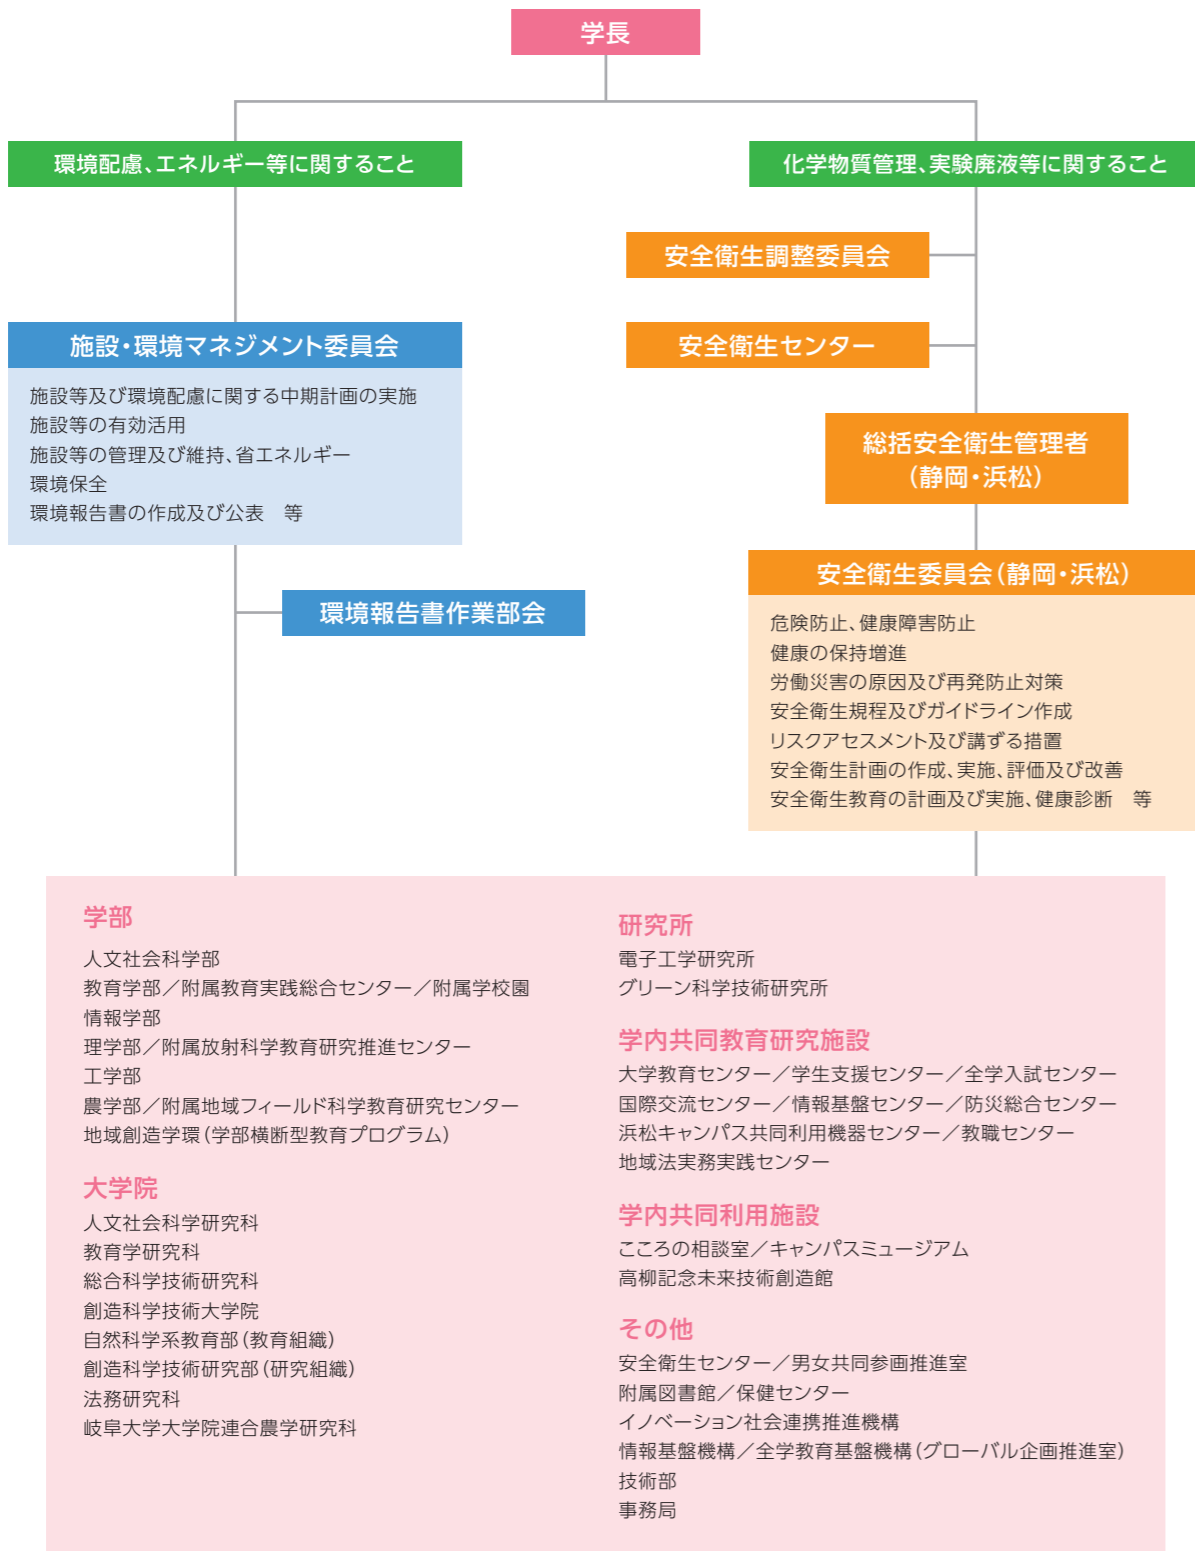 学長
環境配慮、エネルギー等に関すること
施設・環境マネジメント委員会
施設等及び環境配慮に関する中期計画の実施
施設等の有効活用
施設等の管理及び維持、省エネルギー
環境保全
環境報告書の作成及び公表　等
環境報告書作業部会
化学物質管理、実験廃液等に関すること
安全衛生調整委員会
安全衛生センター
総括安全衛生管理者
（静岡・浜松）
安全衛生委員会（静岡・浜松）
危険防止、健康障害防止
健康の保持増進
労働災害の原因及び再発防止対策
安全衛生規程及びガイドライン作成
リスクアセスメント及び講ずる措置
安全衛生計画の作成、実施、評価及び改善
安全衛生教育の計画及び実施、健康診断　等
学部
人文社会科学部
教育学部／附属教育実践総合センター／附属学校園
情報学部
理学部／附属放射科学教育研究推進センター
工学部
農学部／附属地域フィールド科学教育研究センター
地域創造学環（学部横断型教育プログラム）
大学院
人文社会科学研究科
教育学研究科
総合科学技術研究科
創造科学技術大学院
自然科学系教育部（教育組織）
創造科学技術研究部（研究組織）
法務研究科
岐阜大学大学院連合農学研究科
研究所
電子工学研究所
グリーン科学技術研究所
学内共同教育研究施設
大学教育センター／学生支援センター／全学入試センター
国際交流センター／情報基盤センター／防災総合センター
浜松キャンパス共同利用機器センター／教職センター
地域法実務実践センター
学内共同利用施設
こころの相談室／キャンパスミュージアム
高柳記念未来技術創造館
その他
安全衛生センター／男女共同参画推進室
附属図書館／保健センター
イノベーション社会連携推進機構
情報基盤機構／全学教育基盤機構（グローバル企画推進室）
技術部
事務局